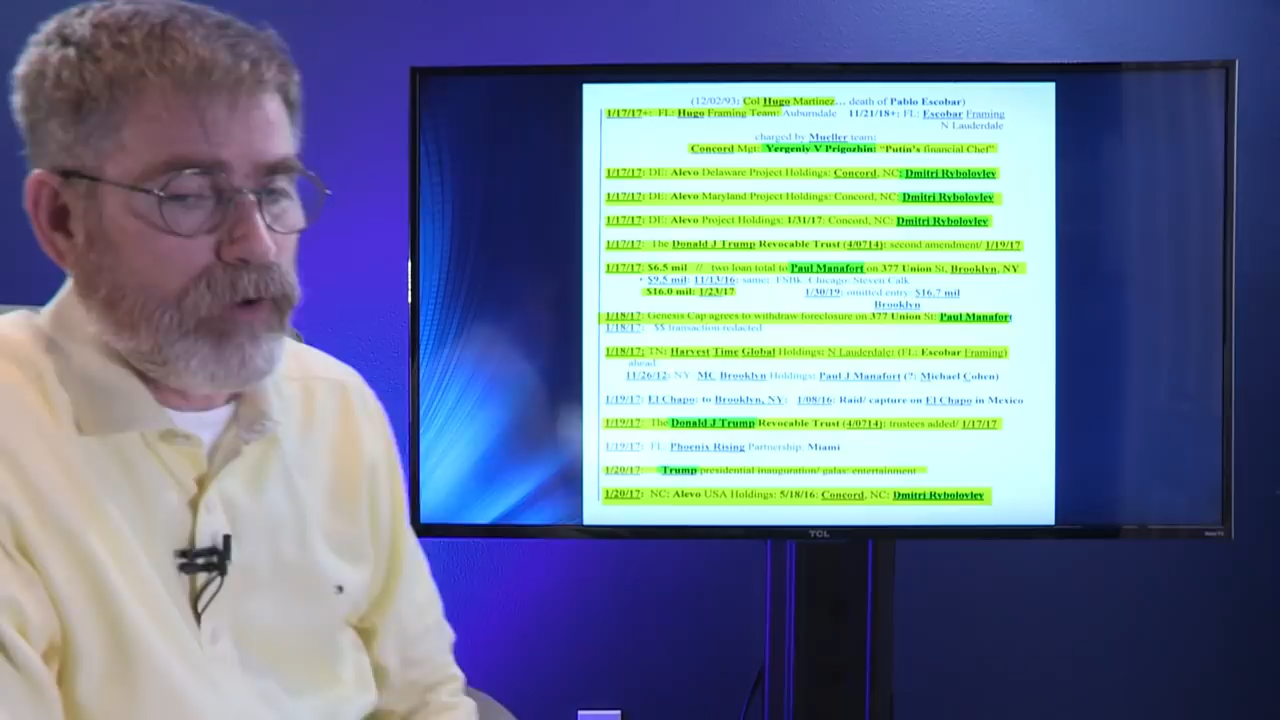 (12/02/93: Col Hugo Martinez… death of Pablo Escobar)
1/17/17+: FL: Hugo Framing Team: Auburndale 11/21/18+: FL: Escobar Framing
N Lauderdale
charged by Mueller team:
Concord Mgt: Yergeniy V Prigozhin: "Putin's financial Chef"
1/17/17: DE: Alevo Delaware Project Holdings: Concord, NC: Dmitri Rybolovlev
1/17/17: DE: Alevo Maryland Project Holdings: Concord, NC: Dmitri Rybolovlev
1/17/17: DE: Alevo Project Holdings: 1/31/17: Concord, NC: Dmitri Rybolovlev
1/17/17: The Donald J Trump Revocable Trust (4/0714): second amendment/ 1/19/17
1/17/17: $6.5 mil // two loan total to Paul Manafort on 377 Union St, Brooklyn, NY
+ $9.5 mil: 11/13/16: same: FSBk: Chicago: Steven Calk
$16.0 mil: 1/23/17 1/30/19: omitted entry: $16.7 mil
Brooklyn
1/18/17: Genesis Cap agrees to withdraw foreclosure on 377 Union St: Paul Manafort
1/18/17: $$ transaction redacted
1/18/17: TN: Harvest Time Global Holdings: N Lauderdale: (FL: Escobar Framing)
ahead
11/26/12: NY: MC Brooklyn Holdings: Paul J Manafort (?: Michael Cohen)
1/19/17: El Chapo: to Brooklyn, NY: 1/08/16: Raid/ capture on El Chapo in Mexico
1/19/17: The Donald J Trump Revocable Trust (4/0714): trustees added/ 1/17/17
1/19/17: FL: Phoenix Rising Partnership: Miami
1/20/17: Trump presidential inauguration/ galas: entertainment
1/20/17: NC: Alevo USA Holdings: 5/18/16: Concord, NC: Dmitri Rybolovlev
TCL